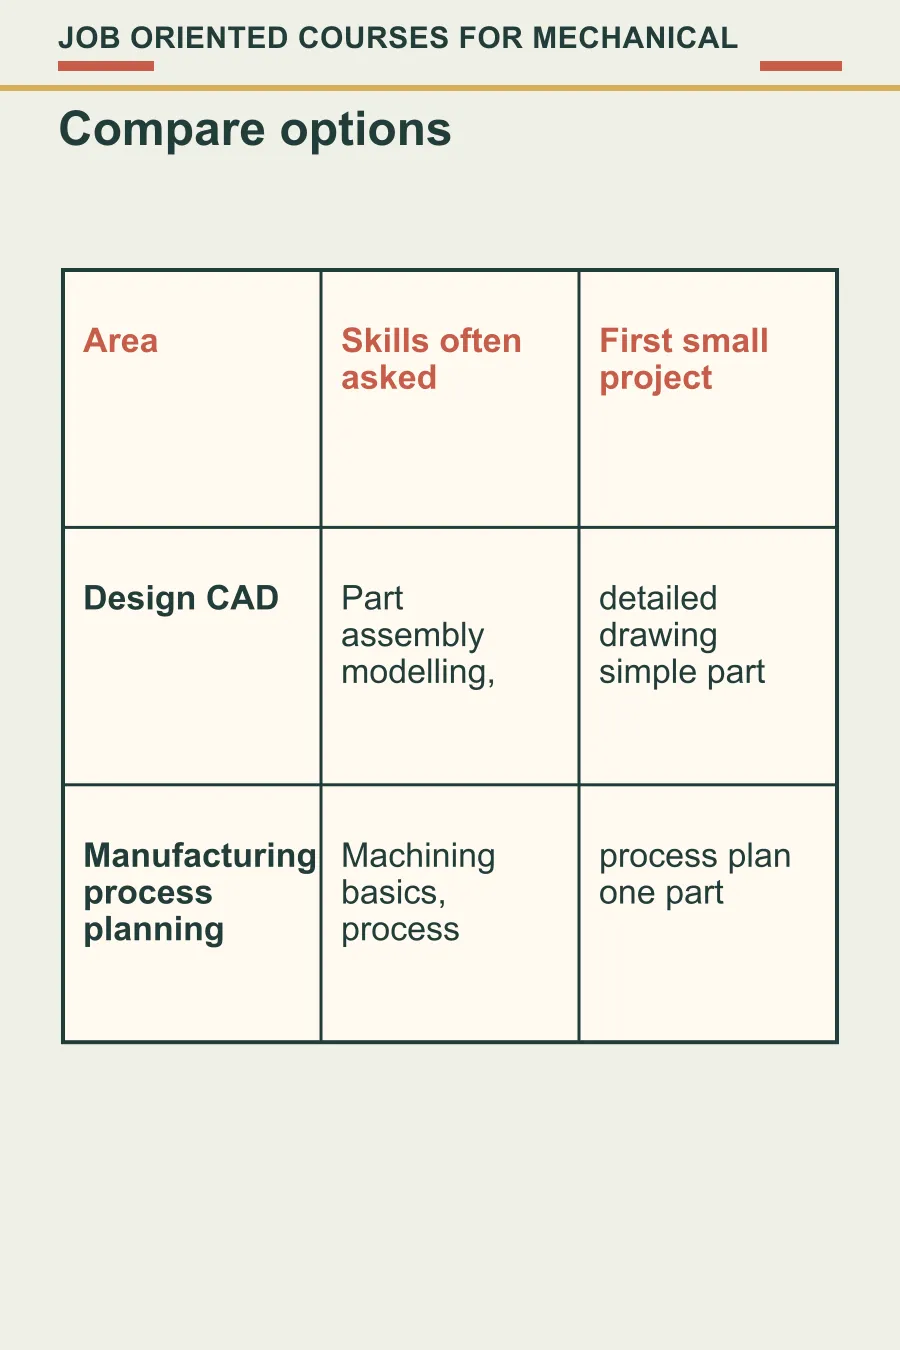 JOB ORIENTED COURSES FOR MECHANICAL
Compare options
Area
Skills often
asked
First small
project
Design CAD
Part
assembly
modelling,
detailed
drawing
simple part
Manufacturing
process
planning
Machining
basics,
process
process plan
one part